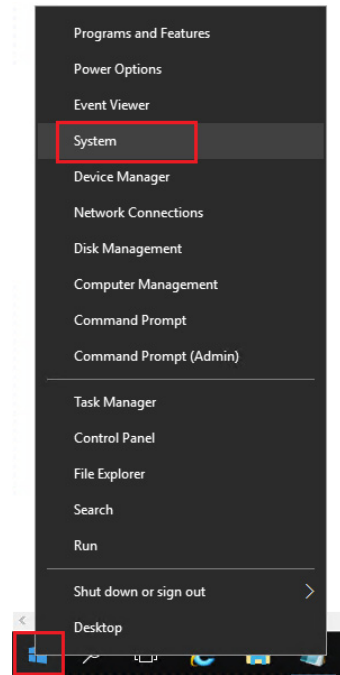 Programs and Features
Power Options
Event Viewer
System
Device Manager
Network Connections
Disk Management
Computer Management
Command Prompt
Command Prompt (Admin)
Task Manager
Control Panel
File Explorer
Search
Run
Shut down or sign out
Desktop